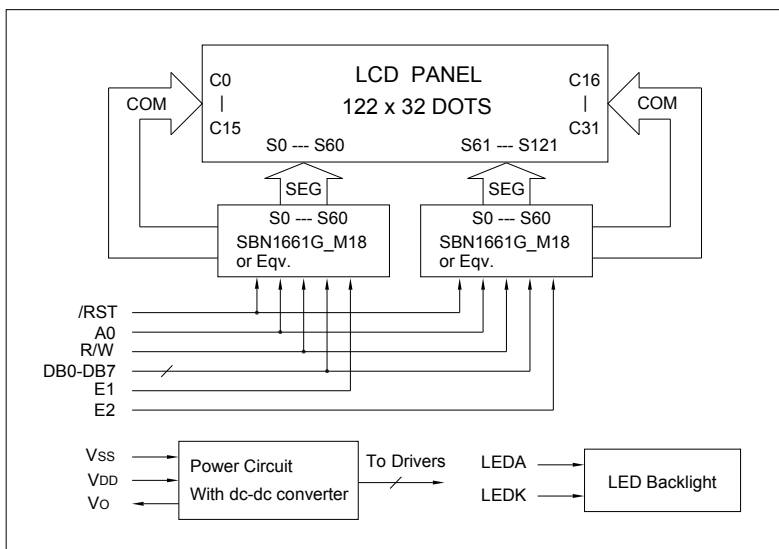 LCD PANEL
122 x 32 DOTS
C0
|
C15
C16
|
C31
COM
COM
S0 --- S60
S61 --- S121
SEG
SEG
S0 --- S60
SBN1661G_M18
or Eqv.
S0 --- S60
SBN1661G_M18
or Eqv.
/RST
A0
R/W
DB0-DB7
E1
E2
VSS
VDD
VO
Power Circuit
With dc-dc converter
To Drivers
LEDA
LEDK
LED Backlight